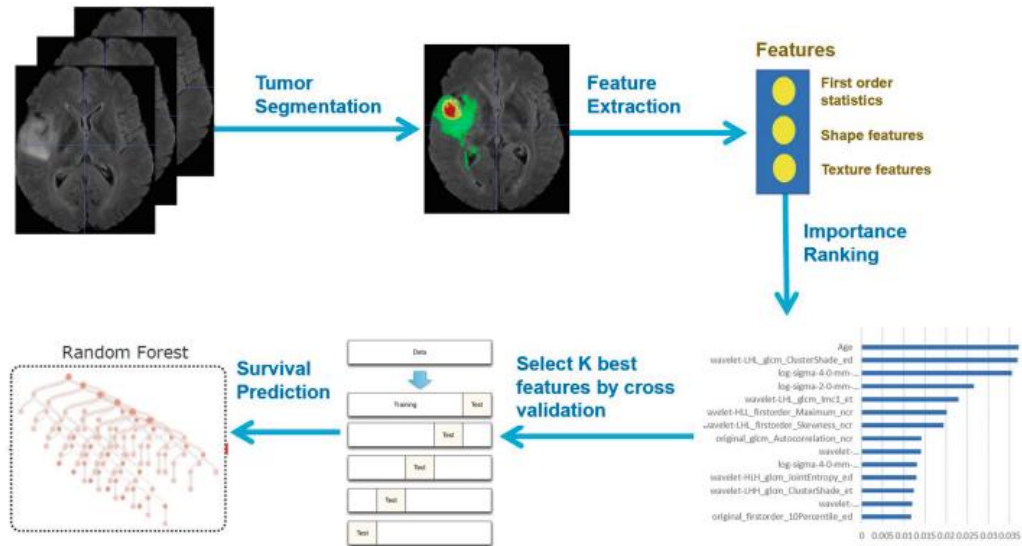 Tumor
Segmentation
Feature
Extraction
Features
First order
statistics
Shape features
Texture features
Importance
Ranking
Random Forest
Survival
Prediction
Data
Training
Test
Test
Test
Test
Test
Select K best
features by cross
validation
Age
wavelet-LHL_glcm_ClusterShade_ed
log-sigma-4-0-mm-...
log-sigma-2-0-mm-...
wavelet-LHL_glcm_Imc1_et
wavelet-HLL_firstorder_Maximum_ncr
wavelet-LHL_firstorder_Skewness_ncr
original_glcm_Autocorrelation_ncr
wavelet-...
log-sigma-4-0-mm-...
wavelet-HLH_glcm_JointEntropy_ed
wavelet-LHH_glcm_ClusterShade_et
wavelet-...
original_firstorder_10Percentile_ed
0 0.005 0.01 0.015 0.02 0.025 0.03 0.035